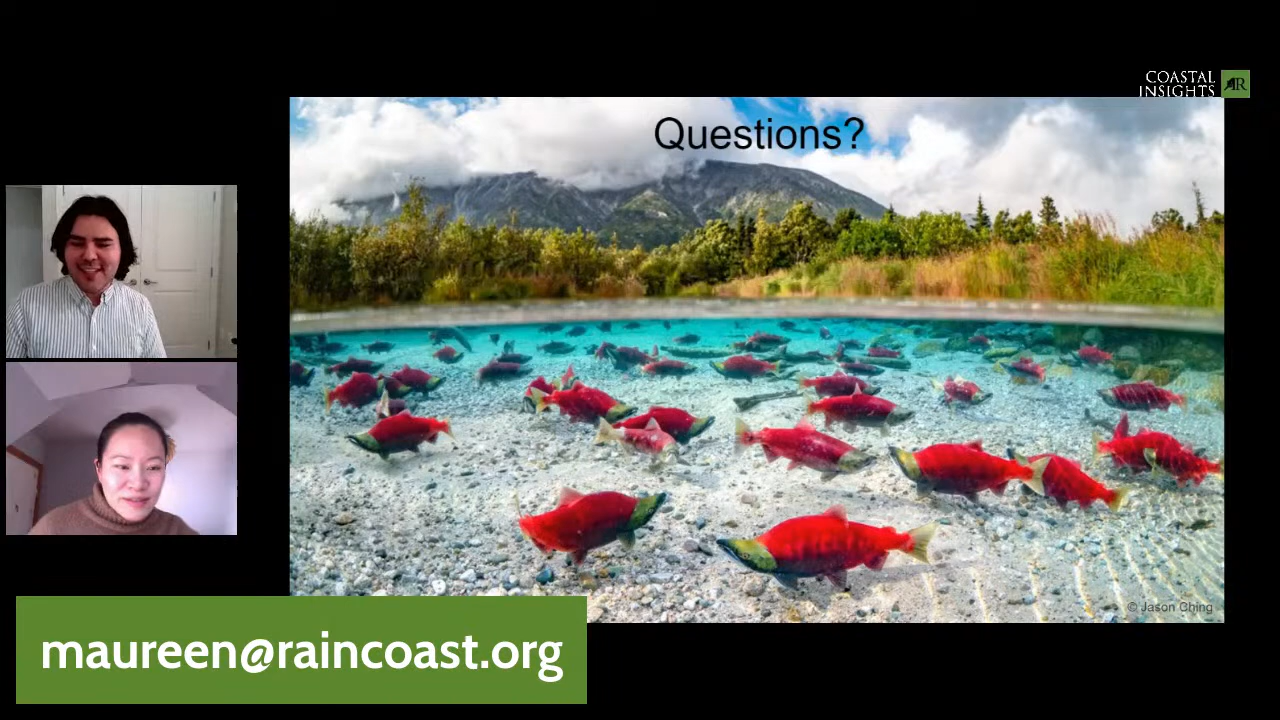 COASTAL
INSIGHTS
R
Questions?
© Jason Ching
maureen@raincoast.org